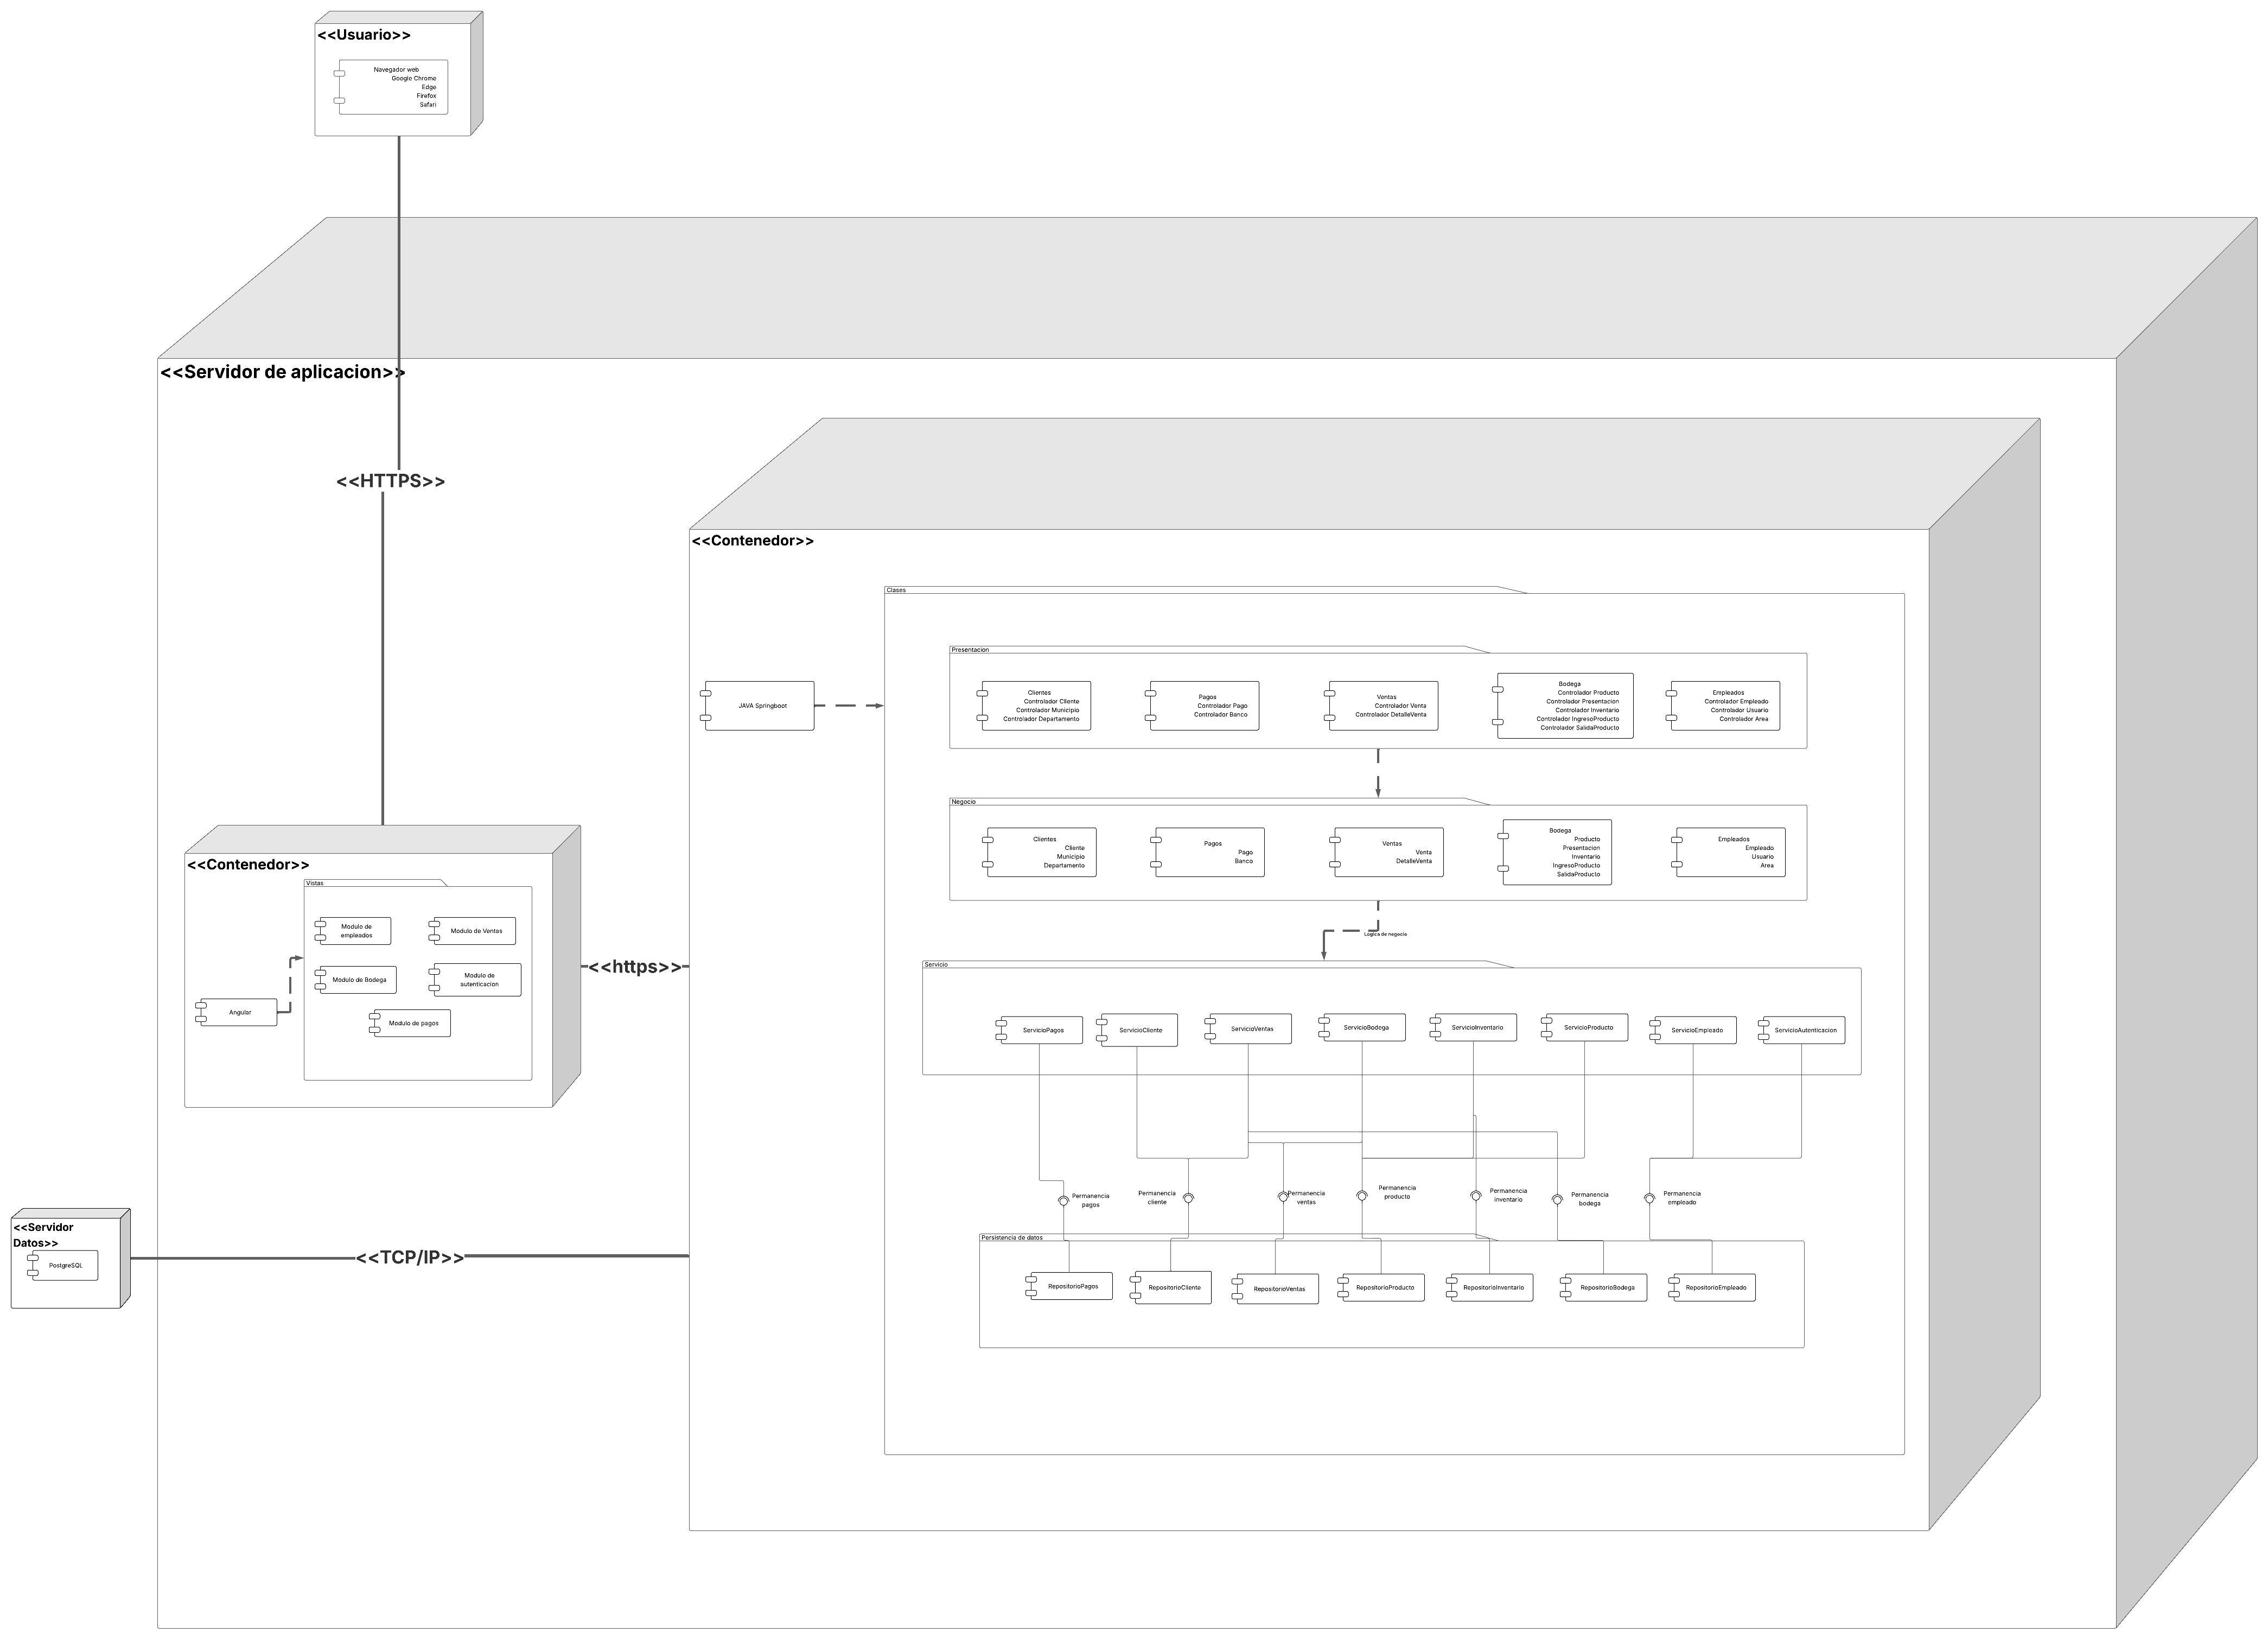 <<Usuario>>
Navegador web
Google Chrome
Edge
Firefox
Safari
<<Servidor de aplicacion>>
<<HTTPS>>
<<Contenedor>>
Clases
Presentacion
JAVA Springboot
Clientes
Controlador Cliente
Controlador Municipio
Controlador Departamento
Pagos
Controlador Pago
Controlador Banco
Ventas
Controlador Venta
Controlador DetalleVenta
Bodega
Controlador Producto
Controlador Presentacion
Controlador Inventario
Controlador IngresoProducto
Controlador SalidaProducto
Empleados
Controlador Empleado
Controlador Usuario
Controlador Area
Negocio
Clientes
Cliente
Municipio
Departamento
Pagos
Pago
Banco
Ventas
Venta
DetalleVenta
Bodega
Producto
Presentacion
Inventario
IngresoProducto
SalidaProducto
Empleados
Empleado
Usuario
Area
Logica de negocio
<<Contenedor>>
Vistas
Modulo de
empleados
Modulo de Ventas
Modulo de Bodega
Modulo de
autenticacion
Angular
Modulo de pagos
<<https>>
Servicio
ServicioPagos
ServicioCliente
ServicioVentas
ServicioBodega
ServicioInventario
ServicioProducto
ServicioEmpleado
ServicioAutenticacion
Permanencia
pagos
Permanencia
cliente
Permanencia
ventas
Permanencia
producto
Permanencia
inventario
Permanencia
bodega
Permanencia
empleado
<<Servidor
Datos>>
PostgreSQL
<<TCP/IP>>
Persistencia de datos
RepositorioPagos
RepositorioCliente
RepositorioVentas
RepositorioProducto
RepositorioInventario
RepositorioBodega
RepositorioEmpleado